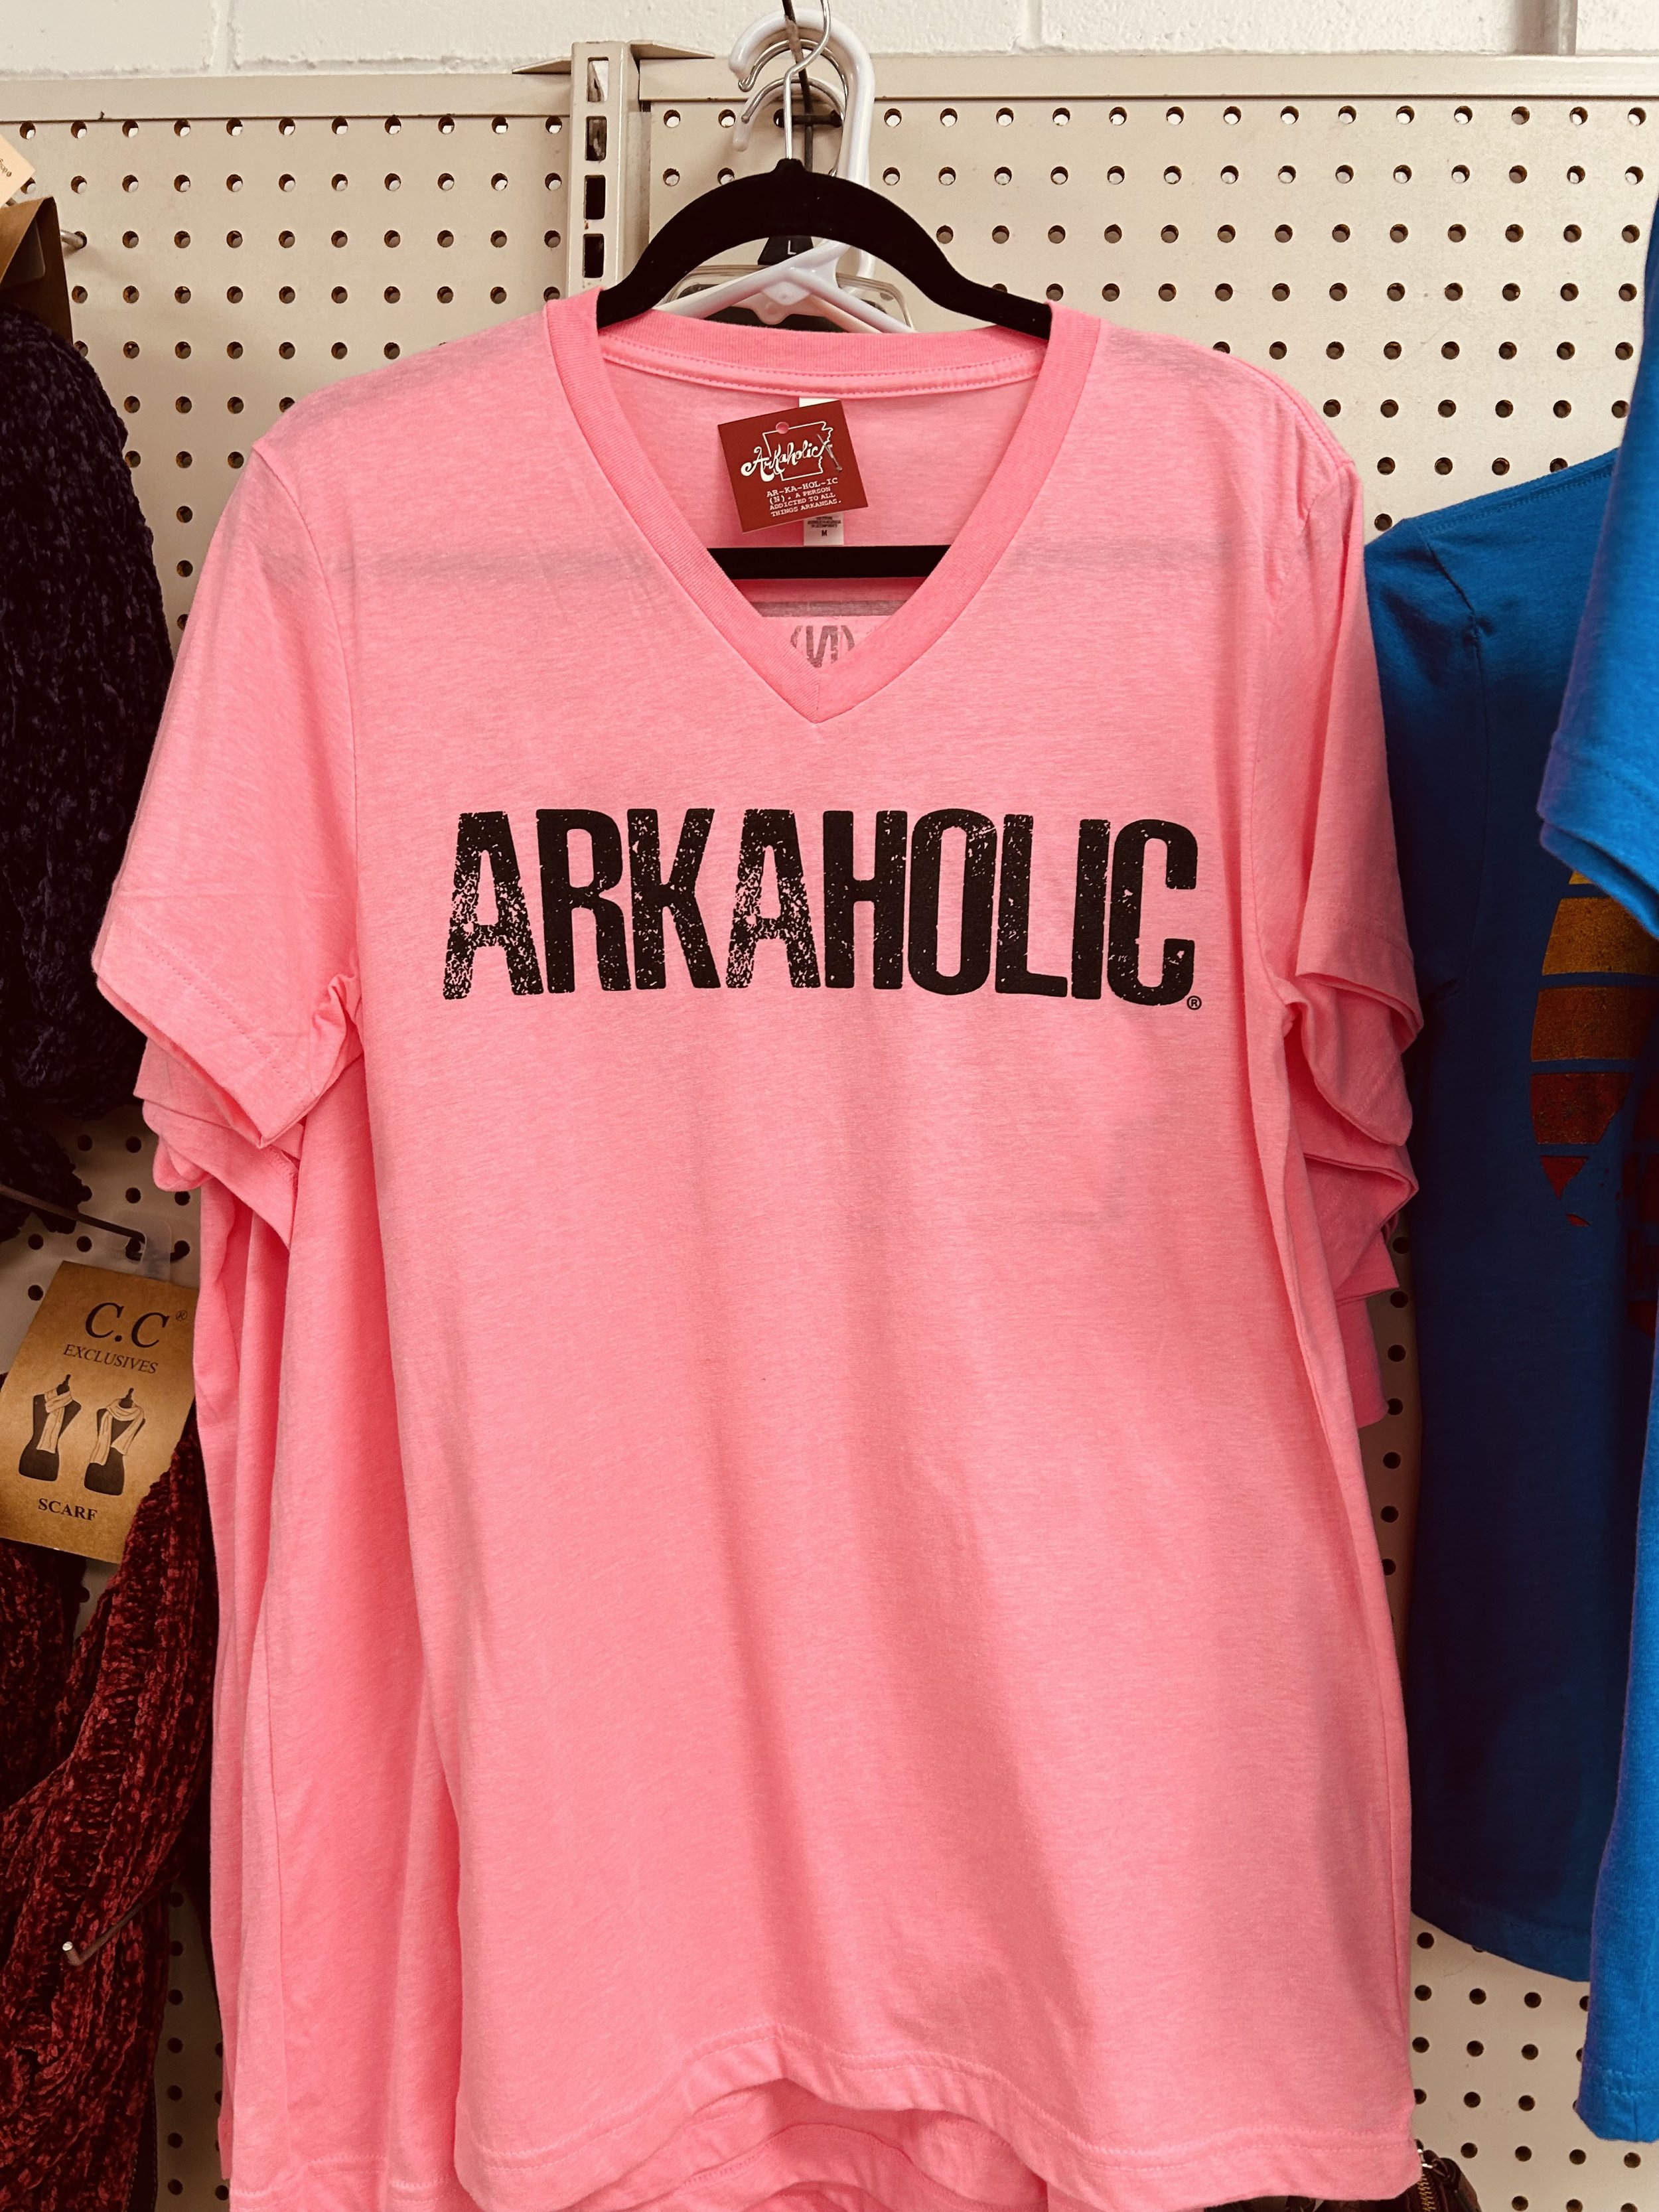 L
Arkaholic
AR-KA-HOL-IC
(N). A PERSON
ADDICTED TO ALL
THINGS ARKANSAS.
M
(N)
ARKAHOLIC®
C.C®
EXCLUSIVES
SCARF